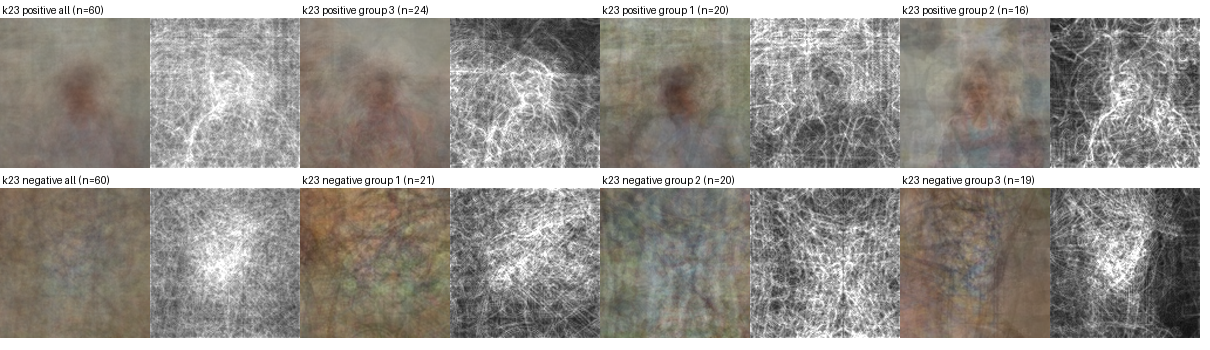 k23 positive all (n=60)
k23 positive group 3 (n=24)
k23 positive group 1 (n=20)
k23 positive group 2 (n=16)
k23 negative all (n=60)
k23 negative group 1 (n=21)
k23 negative group 2 (n=20)
k23 negative group 3 (n=19)